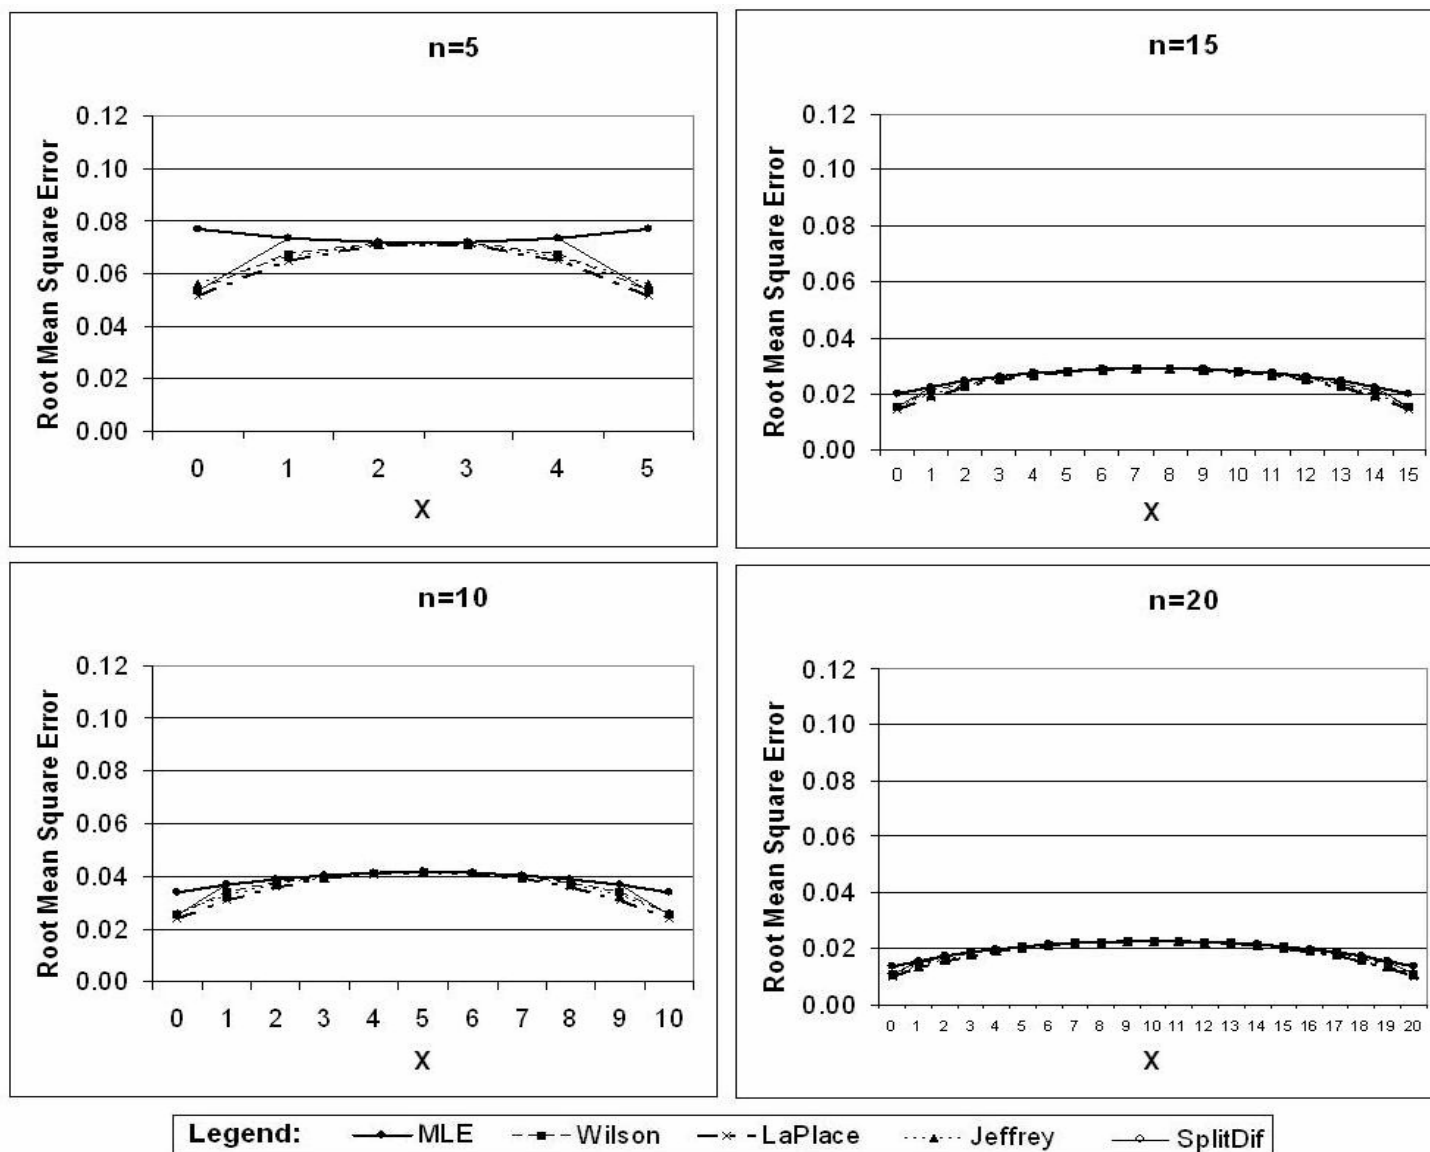 n=5
Root Mean Square Error
0.12
0.10
0.08
0.06
0.04
0.02
0.00
0 1 2 3 4 5
X
n=15
Root Mean Square Error
0.12
0.10
0.08
0.06
0.04
0.02
0.00
0 1 2 3 4 5 6 7 8 9 10 11 12 13 14 15
X
n=10
Root Mean Square Error
0.12
0.10
0.08
0.06
0.04
0.02
0.00
0 1 2 3 4 5 6 7 8 9 10
X
n=20
Root Mean Square Error
0.12
0.10
0.08
0.06
0.04
0.02
0.00
0 1 2 3 4 5 6 7 8 9 10 11 12 13 14 15 16 17 18 19 20
X
Legend: MLE Wilson LaPlace Jeffrey SplitDif